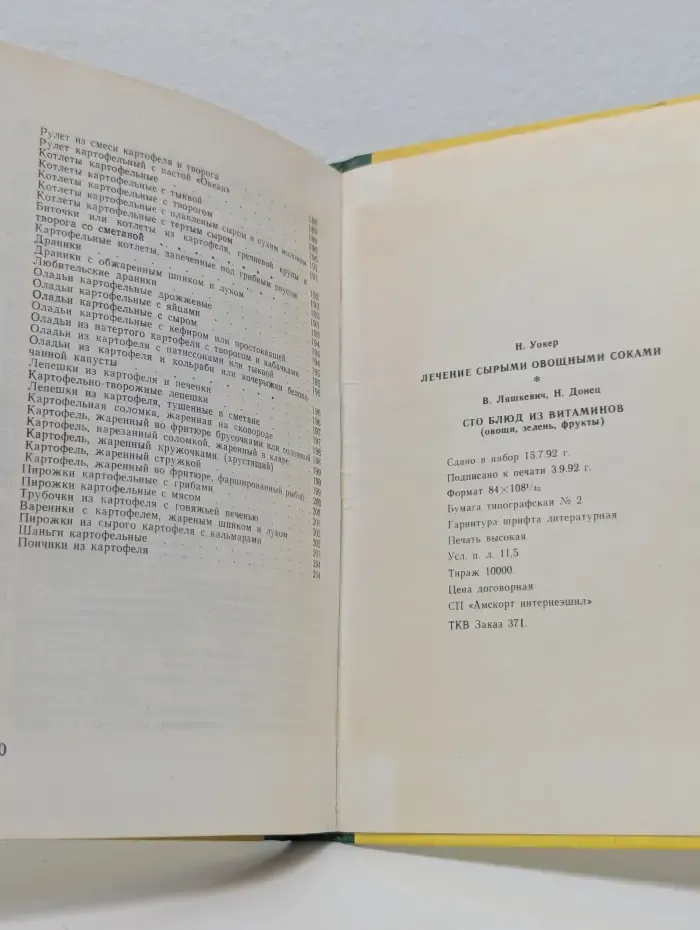 Рулет из смеси картофеля и творога
Рулет картофельный с пастой «Океан» 188
Котлеты картофельные 189
Котлеты картофельные с тыквой
Котлеты картофельные с творогом
Котлеты картофельные с плавленым сыром и сухим молоком
Котлеты картофельные с тертым сыром
Биточки или котлеты из картофеля, гречневой крупы и
творога со сметаной
Картофельные котлеты, запеченные под грибным соусом
Драники
Драники с обжаренным шпиком и луком
Любительские драники
Оладьи картофельные дрожжевые
Оладьи картофельные с яйцами
Оладьи картофельные с сыром
Оладьи картофельные с кефиром или простоквашей
Оладьи из натертого картофеля с творогом и кабачками
Оладьи из картофеля с патиссонами или тыквой
Оладьи из картофеля и кольраби или кочерыжки белоко-
чанной капусты
Лепешки из картофеля и печенки
Картофельно-творожные лепешки
Лепешки из картофеля, тушенные в сметане
Картофельная соломка, жаренная на сковороде
Картофель, жаренный во фритюре брусочками или соломкой
Картофель, нарезанный соломкой, жаренный в кляре
Картофель, жаренный кружочками (хрустящий)
Картофель, жаренный стружкой
Картофель, жаренный во фритюре, фаршированный рыбой
Пирожки картофельные с грибами
Пирожки картофельные с мясом
Трубочки из картофеля с говяжьей печенью
Вареники с картофелем, жареным шпиком и луком
Пирожки из сырого картофеля с кальмарами
Шаньги картофельные 204
Пончики из картофеля 204
Н. Уокер
ЛЕЧЕНИЕ СЫРЫМИ ОВОЩНЫМИ СОКАМИ
*
В. Ляшкевич, Н. Донец
СТО БЛЮД ИЗ ВИТАМИНОВ
(овощи, зелень, фрукты)
Сдано в набор 15.7.92 г.
Подписано к печати 3.9.92 г.
Формат 84×108¹/₃₂
Бумага типографская № 2
Гарнитура шрифта литературная
Печать высокая
Усл. п. л. 11,5
Тираж 10000.
Цена договорная
СП «Амскорт интернеэшнл»
ТКВ Заказ 371.